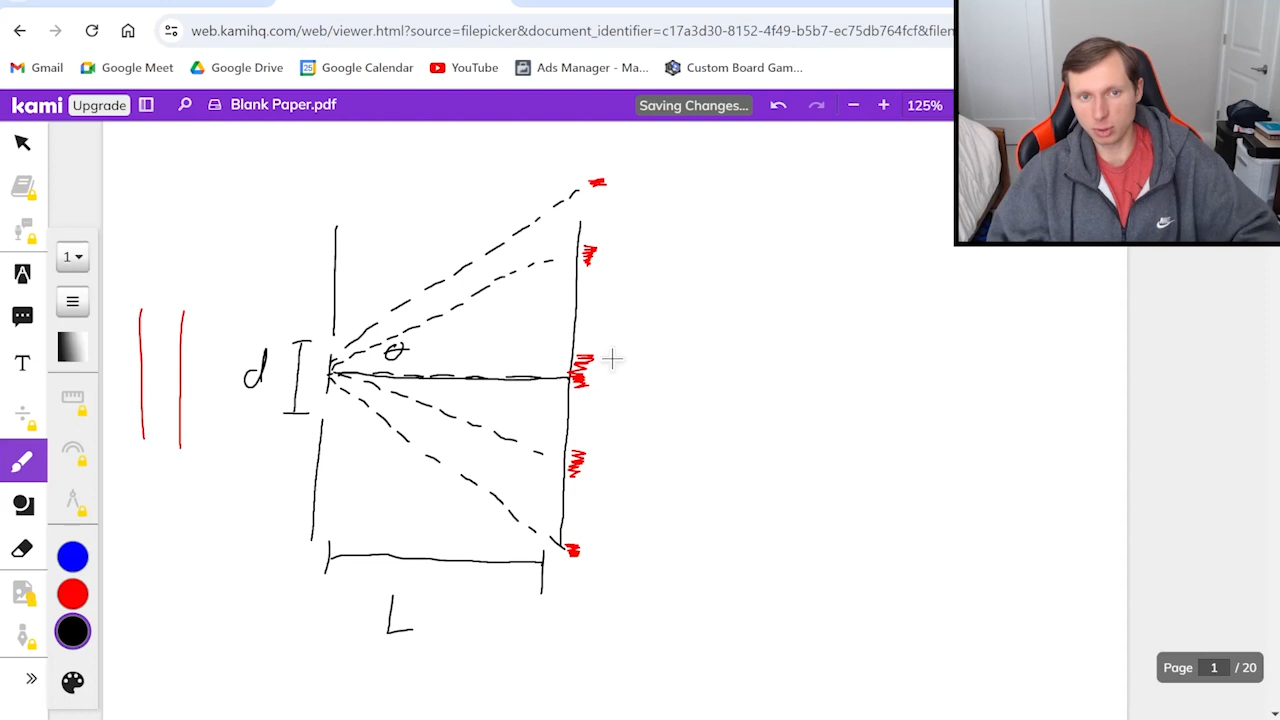 web.kamihq.com/web/viewer.html?source=filepicker&document_identifier=c17a3d30-8152-4f49-b5b7-ec75db764fcf&filen
Gmail
Google Meet
Google Drive
31
Google Calendar
YouTube
Ads Manager - Ma...
Custom Board Gam...
kami
Upgrade
Blank Paper.pdf
Saving Changes...
125%
1
θ
d
L
A
T
Page 1 / 20